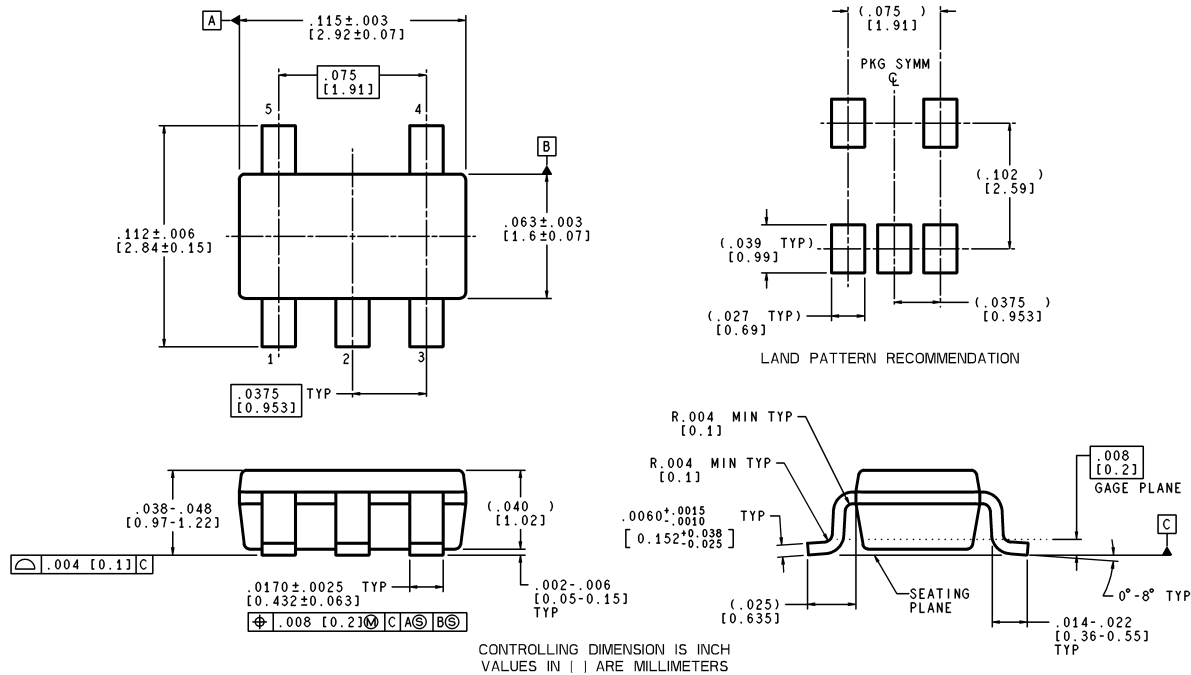 A
.115±.003
[2.92±0.07]
.075
[1.91]
5
4
B
.112±.006
[2.84±0.15]
.063±.003
[1.6±0.07]
1
2
3
.0375 TYP
[0.953]
(.075 )
[1.91]
PKG SYMM
℄
(.102 )
[2.59]
(.039 TYP)
[0.99]
(.027 TYP)
[0.69]
(.0375 )
[0.953]
LAND PATTERN RECOMMENDATION
.038-.048
[0.97-1.22]
(.040 )
[1.02]
⌓ .004 [0.1] C
.0170±.0025 TYP
[0.432±0.063]
⌖ .008 [0.2]Ⓜ C AⓈ BⓈ
.002-.006
[0.05-0.15]
TYP
R.004 MIN TYP
[0.1]
R.004 MIN TYP
[0.1]
.0060+.0015-.0010 TYP
[0.152+0.038-0.025]
.008
[0.2]
GAGE PLANE
C
SEATING
PLANE
(.025)
[0.635]
0°-8° TYP
.014-.022
[0.36-0.55]
TYP
CONTROLLING DIMENSION IS INCH
VALUES IN [ ] ARE MILLIMETERS